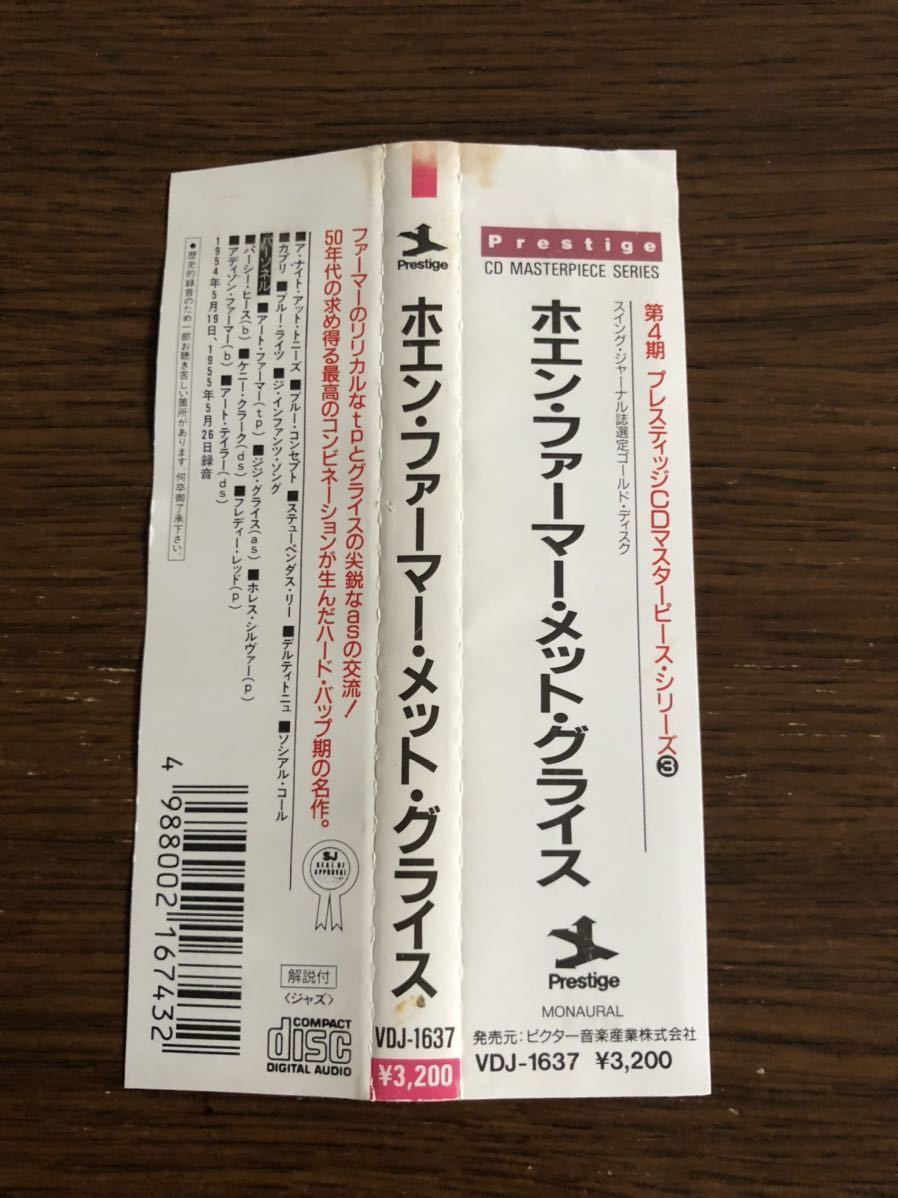 Prestige
CD MASTERPIECE SERIES
第4期 プレスティッジCDマスターピース・シリーズ❸
スイング・ジャーナル誌選定ゴールド・ディスク
ホエン・ファーマー・メット・グライス
Prestige
MONAURAL
発売元：ビクター音楽産業株式会社
VDJ-1637 ¥3,200
Prestige
ホエン・ファーマー・メット・グライス
VDJ-1637
¥3,200
ファーマーのリリカルなtpとグライスの尖鋭なasの交流！
50年代の求め得る最高のコンビネーションが生んだハード・バップ期の名作。
■ア・ナイト・アット・トニーズ ■ブルー・コンセプト ■ステューペンダス・リー ■デルティトニュ ■ソシアル・コール
■カプリ ■ブルー・ライツ ■ジ・インファンツ・ソング
パーソネル ■アート・ファーマー(tp) ■ジジ・グライス(as) ■ホレス・シルヴァー(p)
■パーシー・ヒース(b) ■ケニー・クラーク(ds) ■フレディー・レッド(p)
■アディソン・ファーマー(b) ■アート・テイラー(ds)
1954年5月19日、1955年5月26日録音
●歴史的録音のため一部お聴き苦しい箇所があります。何卒御了承下さい。
SJ
SEAL OF
APPROVAL
解説付
〈ジャズ〉
COMPACT
disc
DIGITAL AUDIO
4 988002 167432